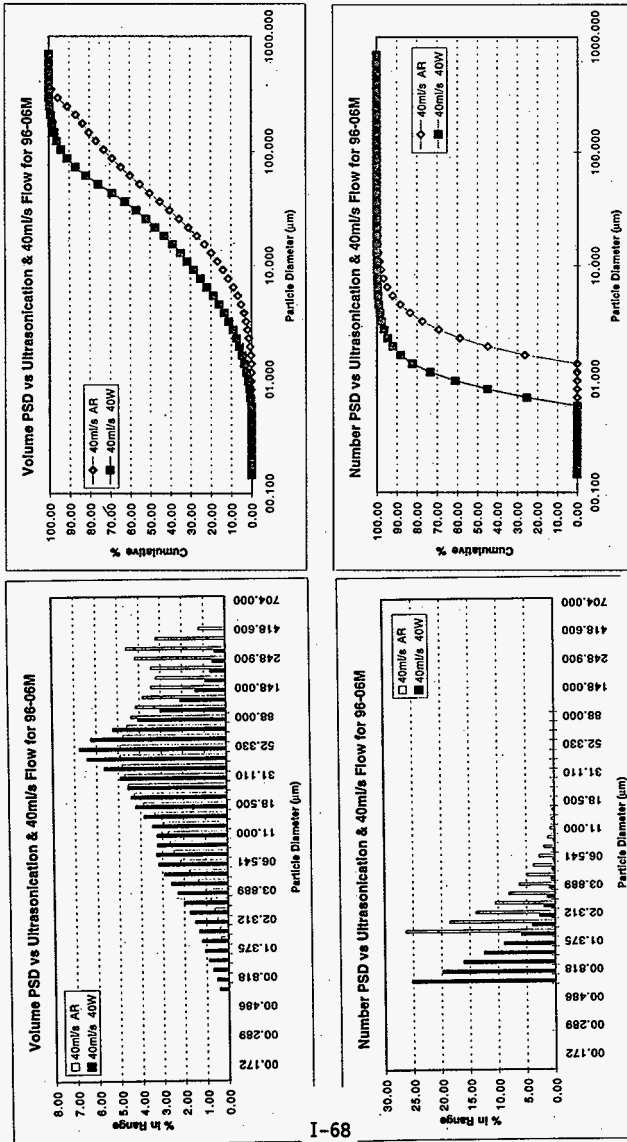 Volume PSD vs Ultrasonication & 40ml/s Flow for 96-06M
40ml/s AR
40ml/s 40W
% in Range
8.00
7.00
6.00
5.00
4.00
3.00
2.00
1.00
0.00
00.172 00.289 00.486 00.818 01.375 02.312 03.889 06.541 11.000 18.500 31.110 52.330 88.000 148.000 248.900 418.600 704.000
Particle Diameter (µm)
Volume PSD vs Ultrasonication & 40ml/s Flow for 96-06M
40ml/s AR
40ml/s 40W
Cumulative %
100.00
90.00
80.00
70.00
60.00
50.00
40.00
30.00
20.00
10.00
0.00
00.100 01.000 10.000 100.000 1000.000
Particle Diameter (µm)
Number PSD vs Ultrasonication & 40ml/s Flow for 96-06M
40ml/s AR
40ml/s 40W
% in Range
30.00
25.00
20.00
15.00
10.00
5.00
0.00
00.172 00.289 00.486 00.818 01.375 02.312 03.889 06.541 11.000 18.500 31.110 52.330 88.000 148.000 248.900 418.600 704.000
Particle Diameter (µm)
Number PSD vs Ultrasonication & 40ml/s Flow for 96-06M
40ml/s AR
40ml/s 40W
Cumulative %
100.00
90.00
80.00
70.00
60.00
50.00
40.00
30.00
20.00
10.00
0.00
00.100 01.000 10.000 100.000 1000.000
Particle Diameter (µm)
I-68